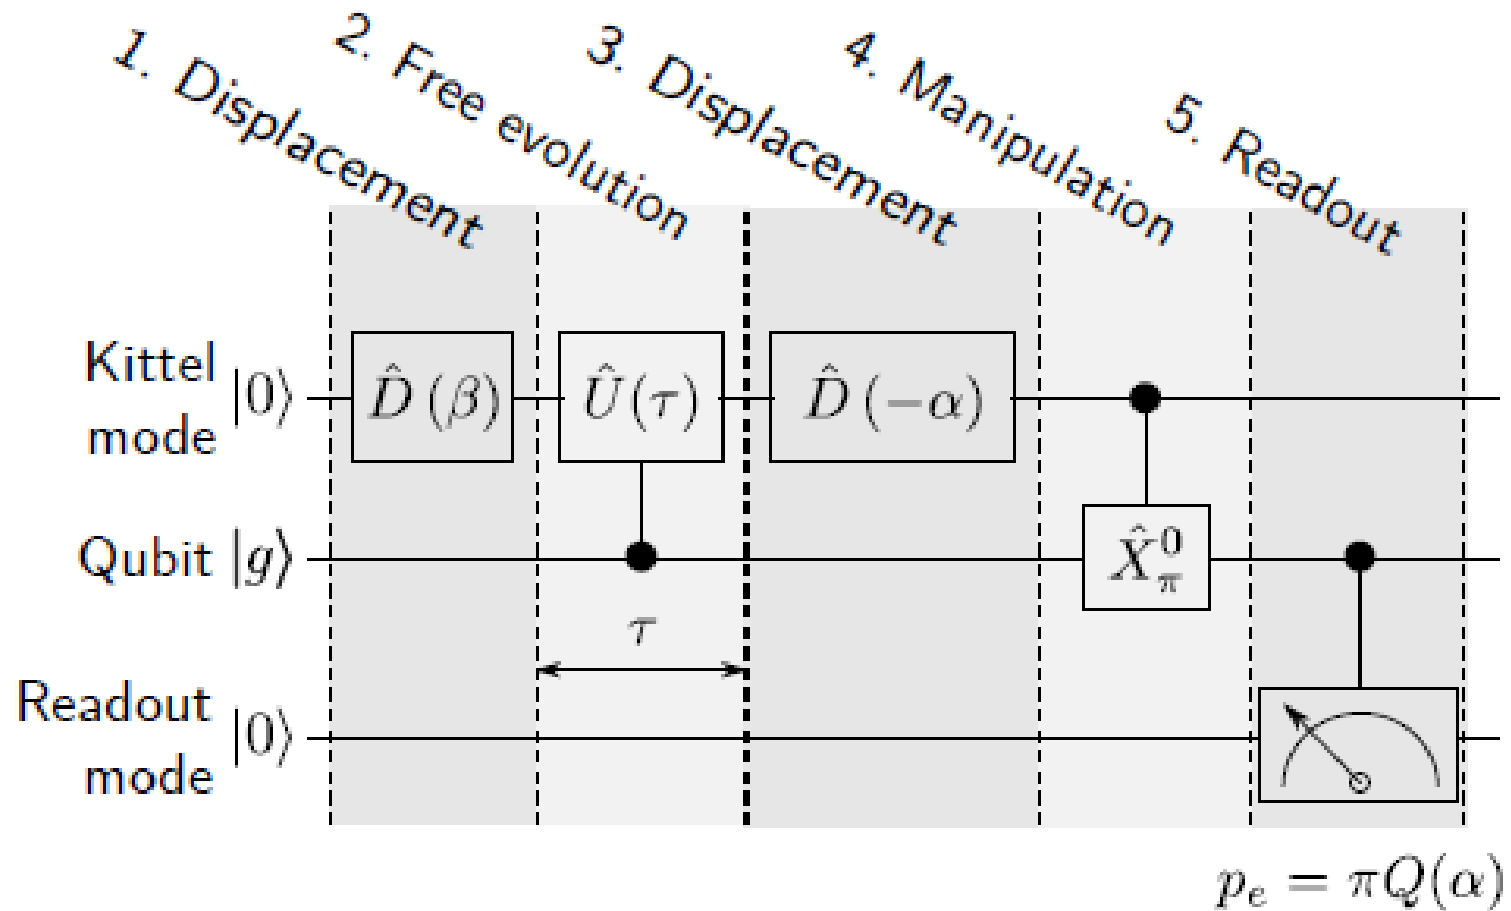 1. Displacement
2. Free evolution
3. Displacement
4. Manipulation
5. Readout
Kittel
mode |0⟩
D̂ (β)
Û(τ)
D̂ (−α)
Qubit |g⟩
X̂⁰_π
τ
Readout
mode |0⟩
pₑ = πQ(α)